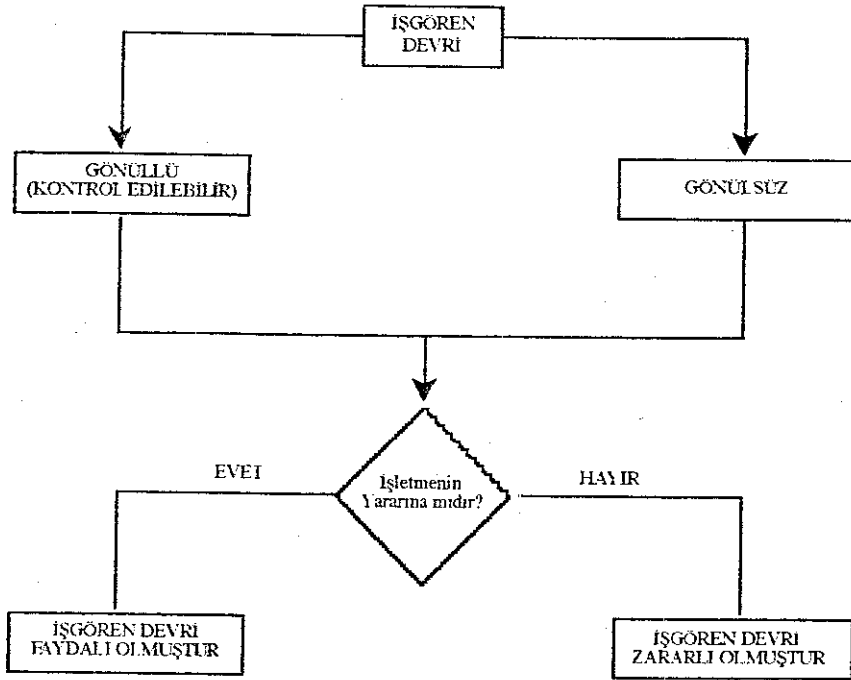 İŞGÖREN
DEVRİ
GÖNÜLLÜ
(KONTROL EDİLEBİLİR)
GÖNÜLSÜZ
EVET
İşletmenin
Yararına mıdır?
HAYIR
İŞGÖREN DEVRİ
FAYDALI OLMUŞTUR
İŞGÖREN DEVRİ
ZARARLI OLMUŞTUR